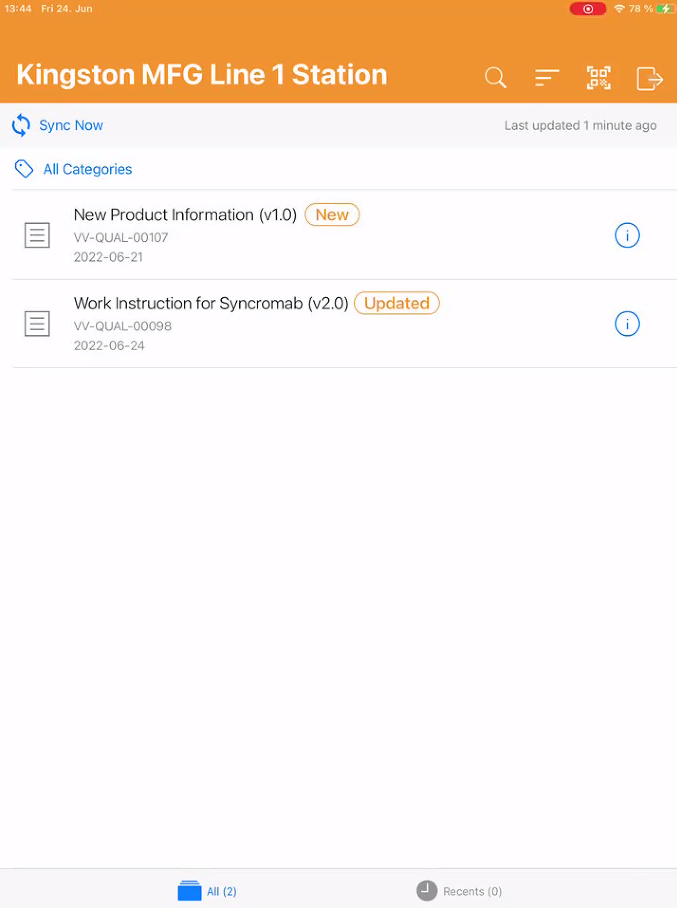 13:44 Fri 24. Jun 78 %
Kingston MFG Line 1 Station
Sync Now Last updated 1 minute ago
All Categories
New Product Information (v1.0) New
VV-QUAL-00107
2022-06-21
Work Instruction for Syncromab (v2.0) Updated
VV-QUAL-00098
2022-06-24
All (2) Recents (0)